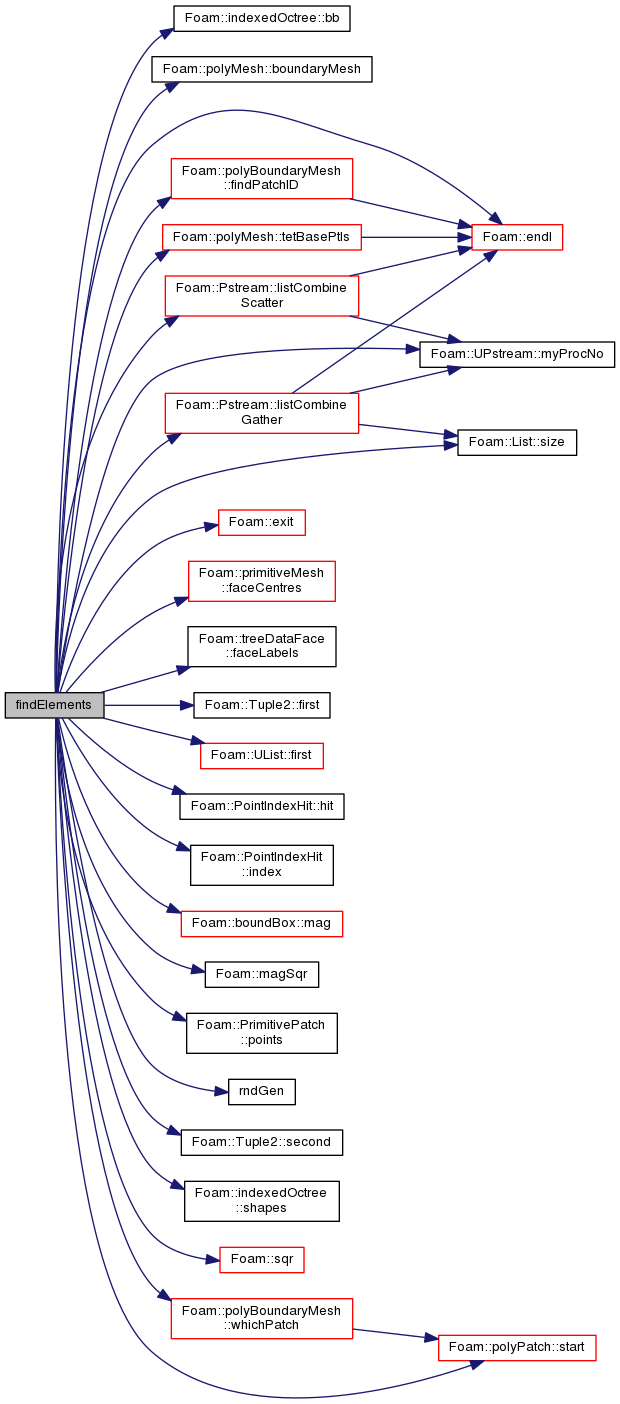 Foam::indexedOctree::bb
Foam::polyMesh::boundaryMesh
Foam::polyBoundaryMesh
::findPatchID
Foam::polyMesh::tetBasePtIs
Foam::endl
Foam::Pstream::listCombine
Scatter
Foam::UPstream::myProcNo
Foam::Pstream::listCombine
Gather
Foam::List::size
Foam::exit
Foam::primitiveMesh
::faceCentres
Foam::treeDataFace
::faceLabels
findElements
Foam::Tuple2::first
Foam::UList::first
Foam::PointIndexHit::hit
Foam::PointIndexHit
::index
Foam::boundBox::mag
Foam::magSqr
Foam::PrimitivePatch
::points
rndGen
Foam::Tuple2::second
Foam::indexedOctree
::shapes
Foam::sqr
Foam::polyBoundaryMesh
::whichPatch
Foam::polyPatch::start